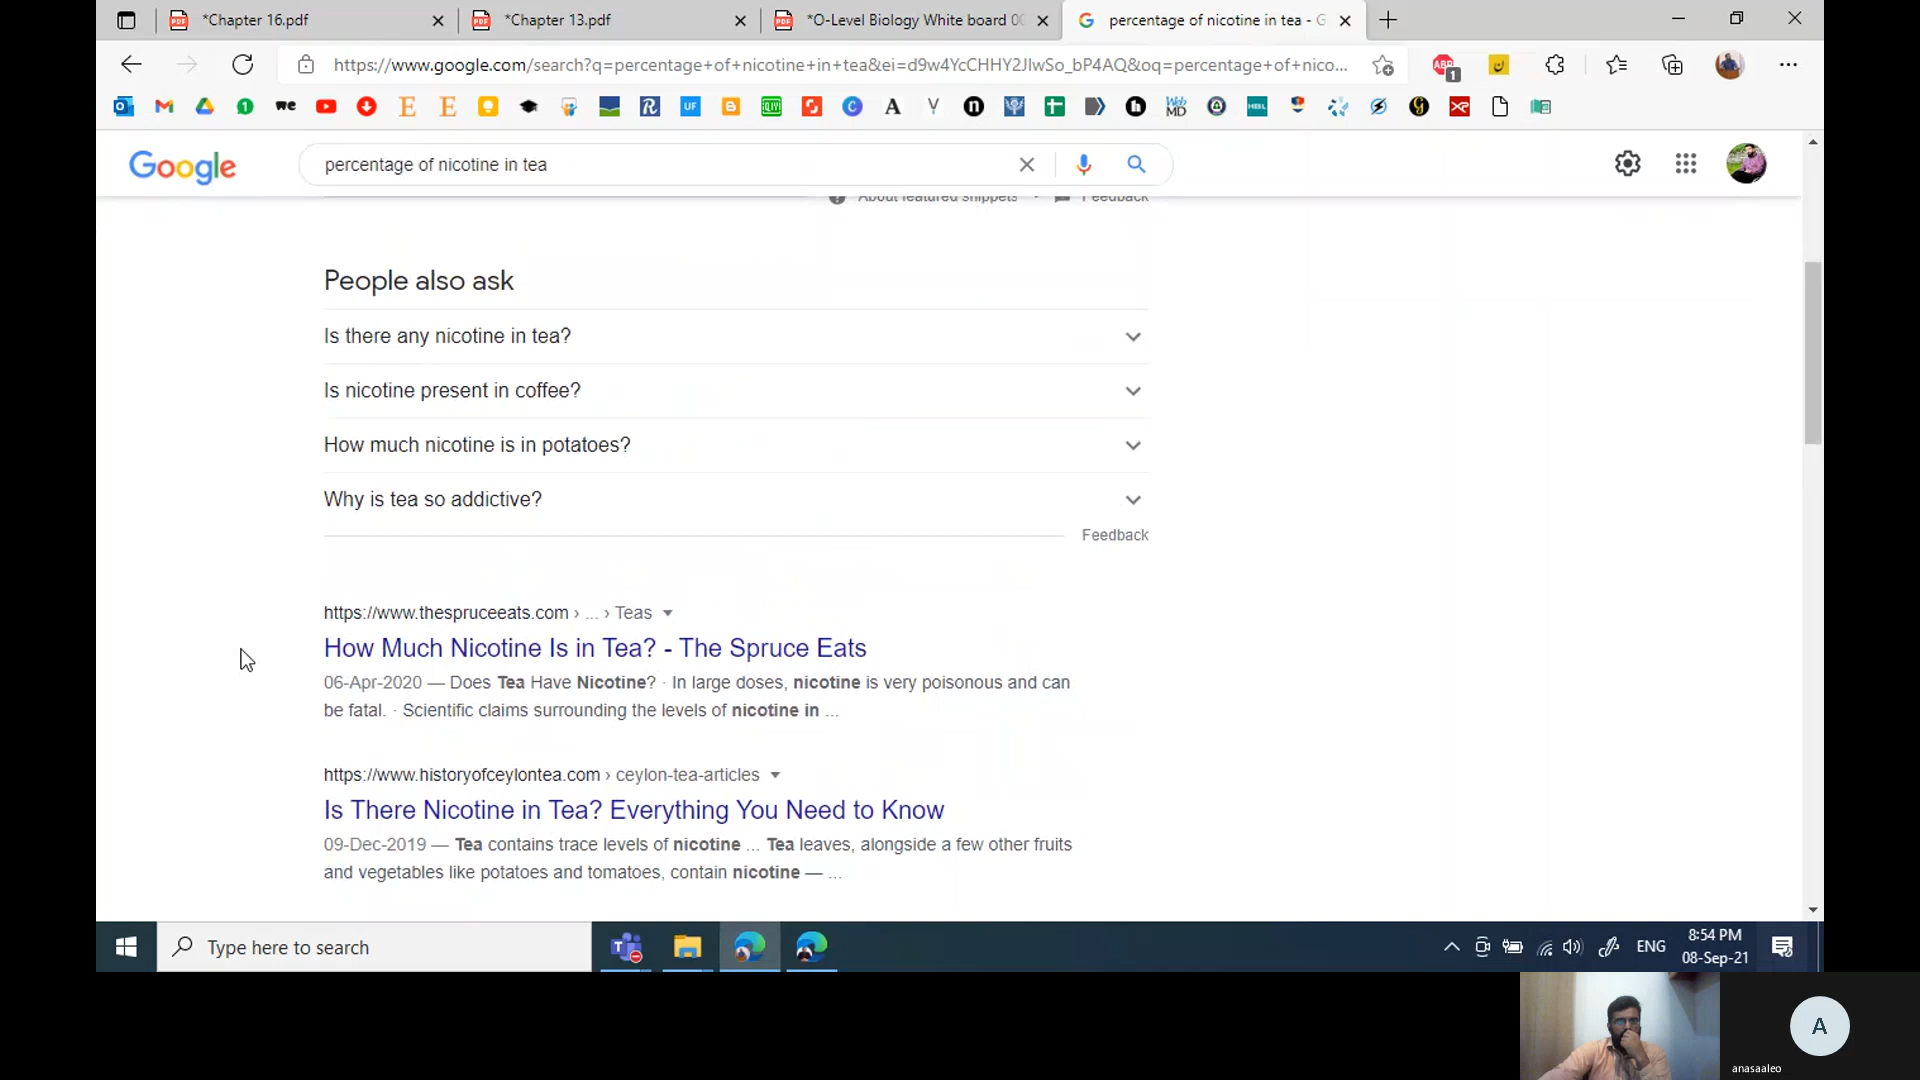 *Chapter 16.pdf
*Chapter 13.pdf
*O-Level Biology White board 00
percentage of nicotine in tea - G
https://www.google.com/search?q=percentage+of+nicotine+in+tea&ei=d9w4YcCHHY2JlwSo_bP4AQ&oq=percentage+of+nico...
Google
percentage of nicotine in tea
About featured snippets
Feedback
People also ask
Is there any nicotine in tea?
Is nicotine present in coffee?
How much nicotine is in potatoes?
Why is tea so addictive?
Feedback
https://www.thespruceeats.com › ... › Teas
How Much Nicotine Is in Tea? - The Spruce Eats
06-Apr-2020 — Does Tea Have Nicotine? · In large doses, nicotine is very poisonous and can
be fatal. · Scientific claims surrounding the levels of nicotine in ...
https://www.historyofceylontea.com › ceylon-tea-articles
Is There Nicotine in Tea? Everything You Need to Know
09-Dec-2019 — Tea contains trace levels of nicotine ... Tea leaves, alongside a few other fruits
and vegetables like potatoes and tomatoes, contain nicotine — ...
Type here to search
ENG
8:54 PM
08-Sep-21
A
anasaaleo